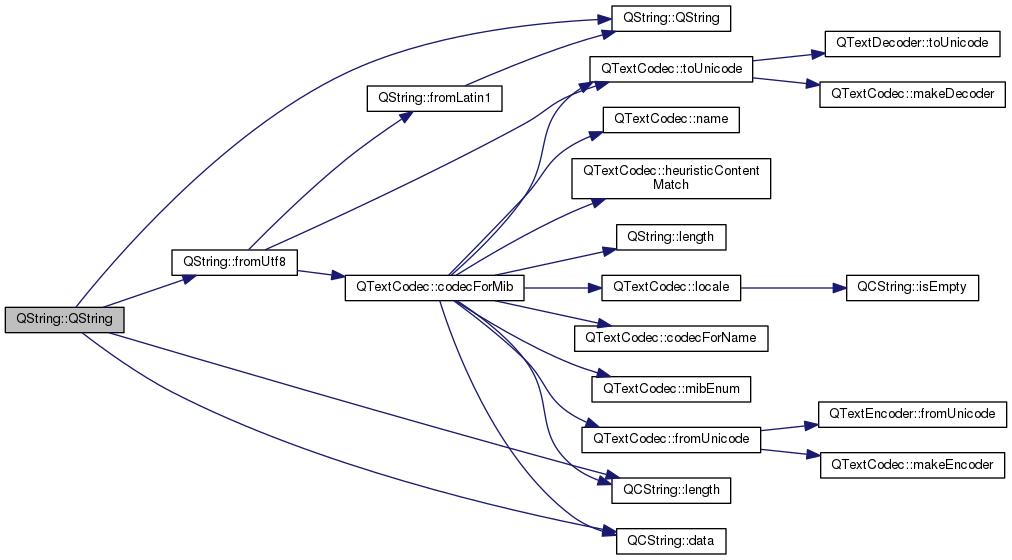 QString::QString
QTextDecoder::toUnicode
QTextCodec::toUnicode
QString::fromLatin1
QTextCodec::makeDecoder
QTextCodec::name
QTextCodec::heuristicContent
Match
QString::length
QString::fromUtf8
QTextCodec::codecForMib
QTextCodec::locale
QCString::isEmpty
QString::QString
QTextCodec::codecForName
QTextCodec::mibEnum
QTextEncoder::fromUnicode
QTextCodec::fromUnicode
QTextCodec::makeEncoder
QCString::length
QCString::data